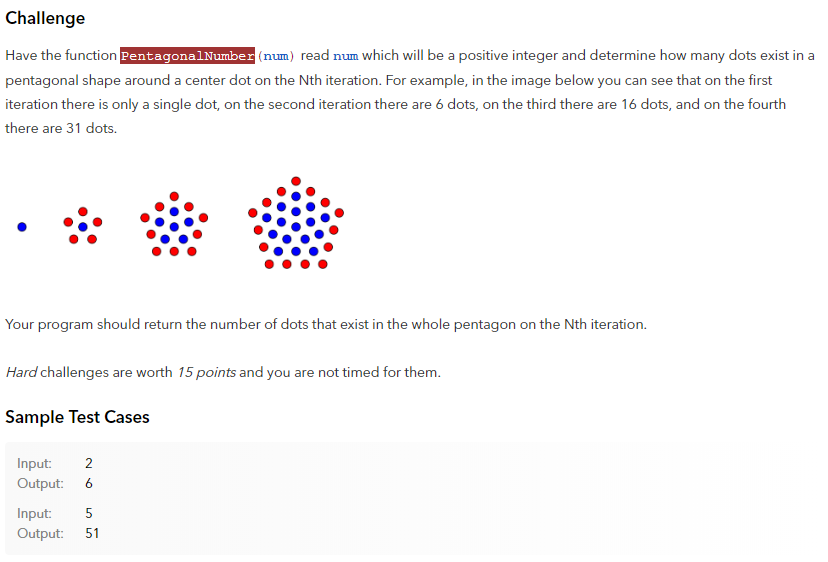 Challenge
Have the function PentagonalNumber(num) read num which will be a positive integer and determine how many dots exist in a
pentagonal shape around a center dot on the Nth iteration. For example, in the image below you can see that on the first
iteration there is only a single dot, on the second iteration there are 6 dots, on the third there are 16 dots, and on the fourth
there are 31 dots.
Your program should return the number of dots that exist in the whole pentagon on the Nth iteration.
Hard challenges are worth 15 points and you are not timed for them.
Sample Test Cases
Input: 2
Output: 6
Input: 5
Output: 51